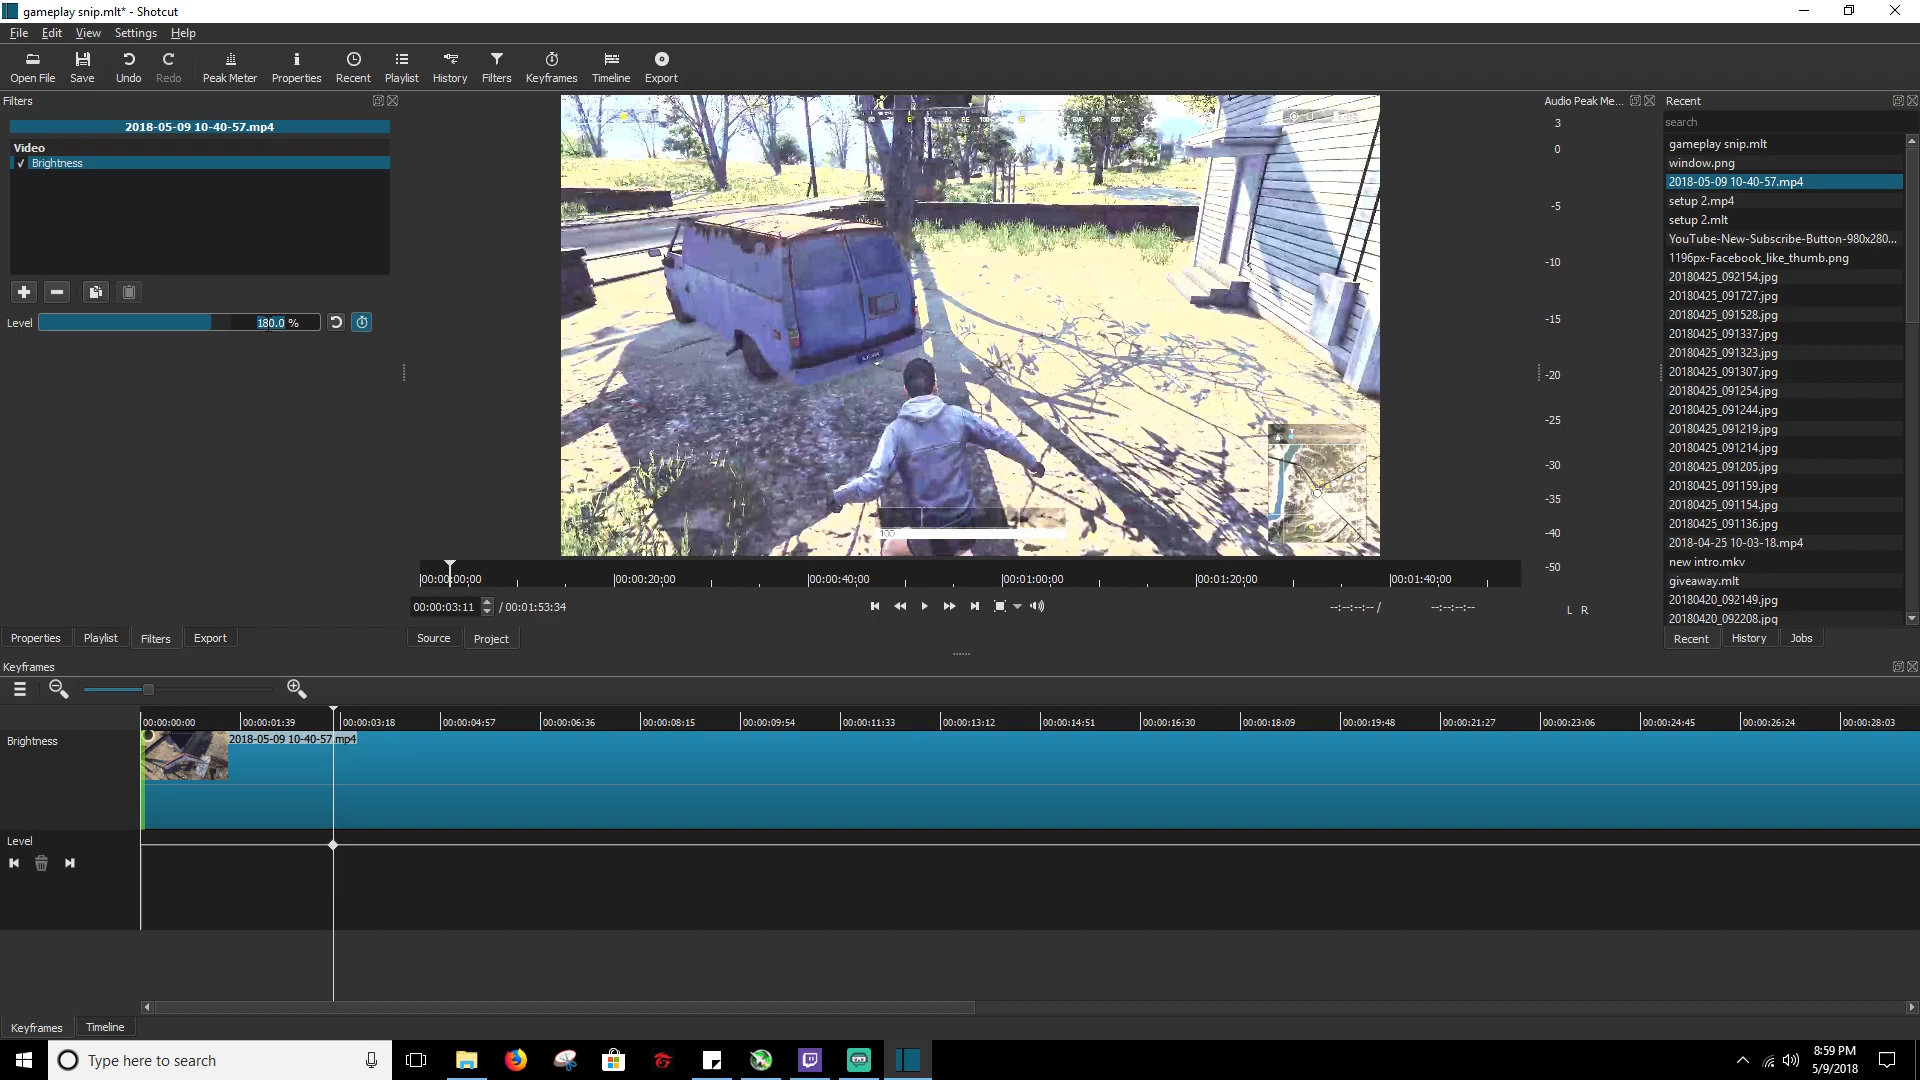 gameplay snip.mlt* - Shotcut
File Edit View Settings Help
Open File Save Undo Redo Peak Meter Properties Recent Playlist History Filters Keyframes Timeline Export
Filters
2018-05-09 10-40-57.mp4
Video
Brightness
Level 180.0 %
100
00:00:00;00 00:00:20;00 00:00:40;00 00:01:00;00 00:01:20;00 00:01:40;00
00:00:03:11 / 00:01:53:34 --:--:--:-- / --:--:--:--
Properties Playlist Filters Export
Source Project
Audio Peak Me...
3
0
-5
-10
-15
-20
-25
-30
-35
-40
-50
L R
Recent
search
gameplay snip.mlt
window.png
2018-05-09 10-40-57.mp4
setup 2.mp4
setup 2.mlt
YouTube-New-Subscribe-Button-980x280...
1196px-Facebook_like_thumb.png
20180425_092154.jpg
20180425_091727.jpg
20180425_091528.jpg
20180425_091337.jpg
20180425_091323.jpg
20180425_091307.jpg
20180425_091254.jpg
20180425_091244.jpg
20180425_091219.jpg
20180425_091214.jpg
20180425_091205.jpg
20180425_091159.jpg
20180425_091154.jpg
20180425_091136.jpg
2018-04-25 10-03-18.mp4
new intro.mkv
giveaway.mlt
20180420_092149.jpg
20180420_092208.jpg
Recent History Jobs
Keyframes
00:00:00:00 00:00:01:39 00:00:03:18 00:00:04:57 00:00:06:36 00:00:08:15 00:00:09:54 00:00:11:33 00:00:13:12 00:00:14:51 00:00:16:30 00:00:18:09 00:00:19:48 00:00:21:27 00:00:23:06 00:00:24:45 00:00:26:24 00:00:28:03
Brightness
2018-05-09 10-40-57.mp4
Level
Keyframes Timeline
Type here to search
8:59 PM
5/9/2018